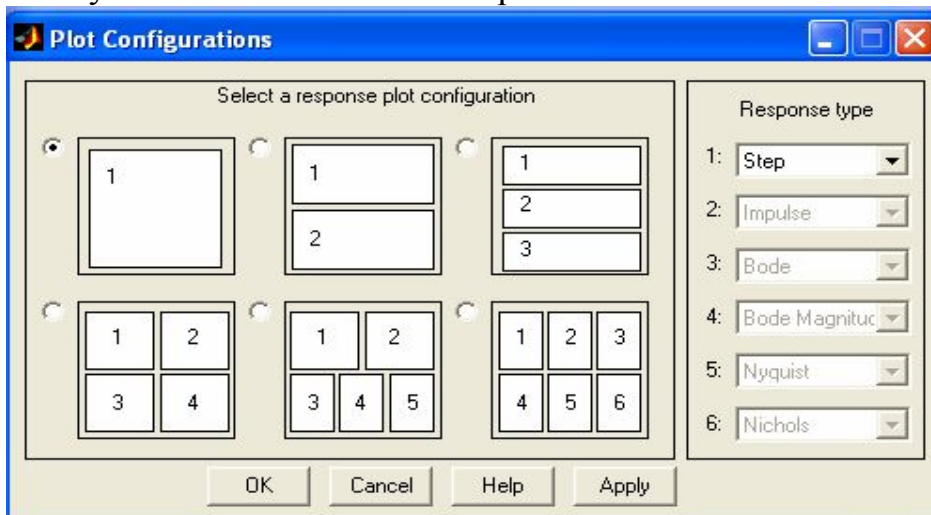 Plot Configurations
Select a response plot configuration
1
1
2
1
2
3
1 2
3 4
1 2
3 4 5
1 2 3
4 5 6
Response type
1: Step
2: Impulse
3: Bode
4: Bode Magnituc
5: Nyquist
6: Nichols
OK Cancel Help Apply